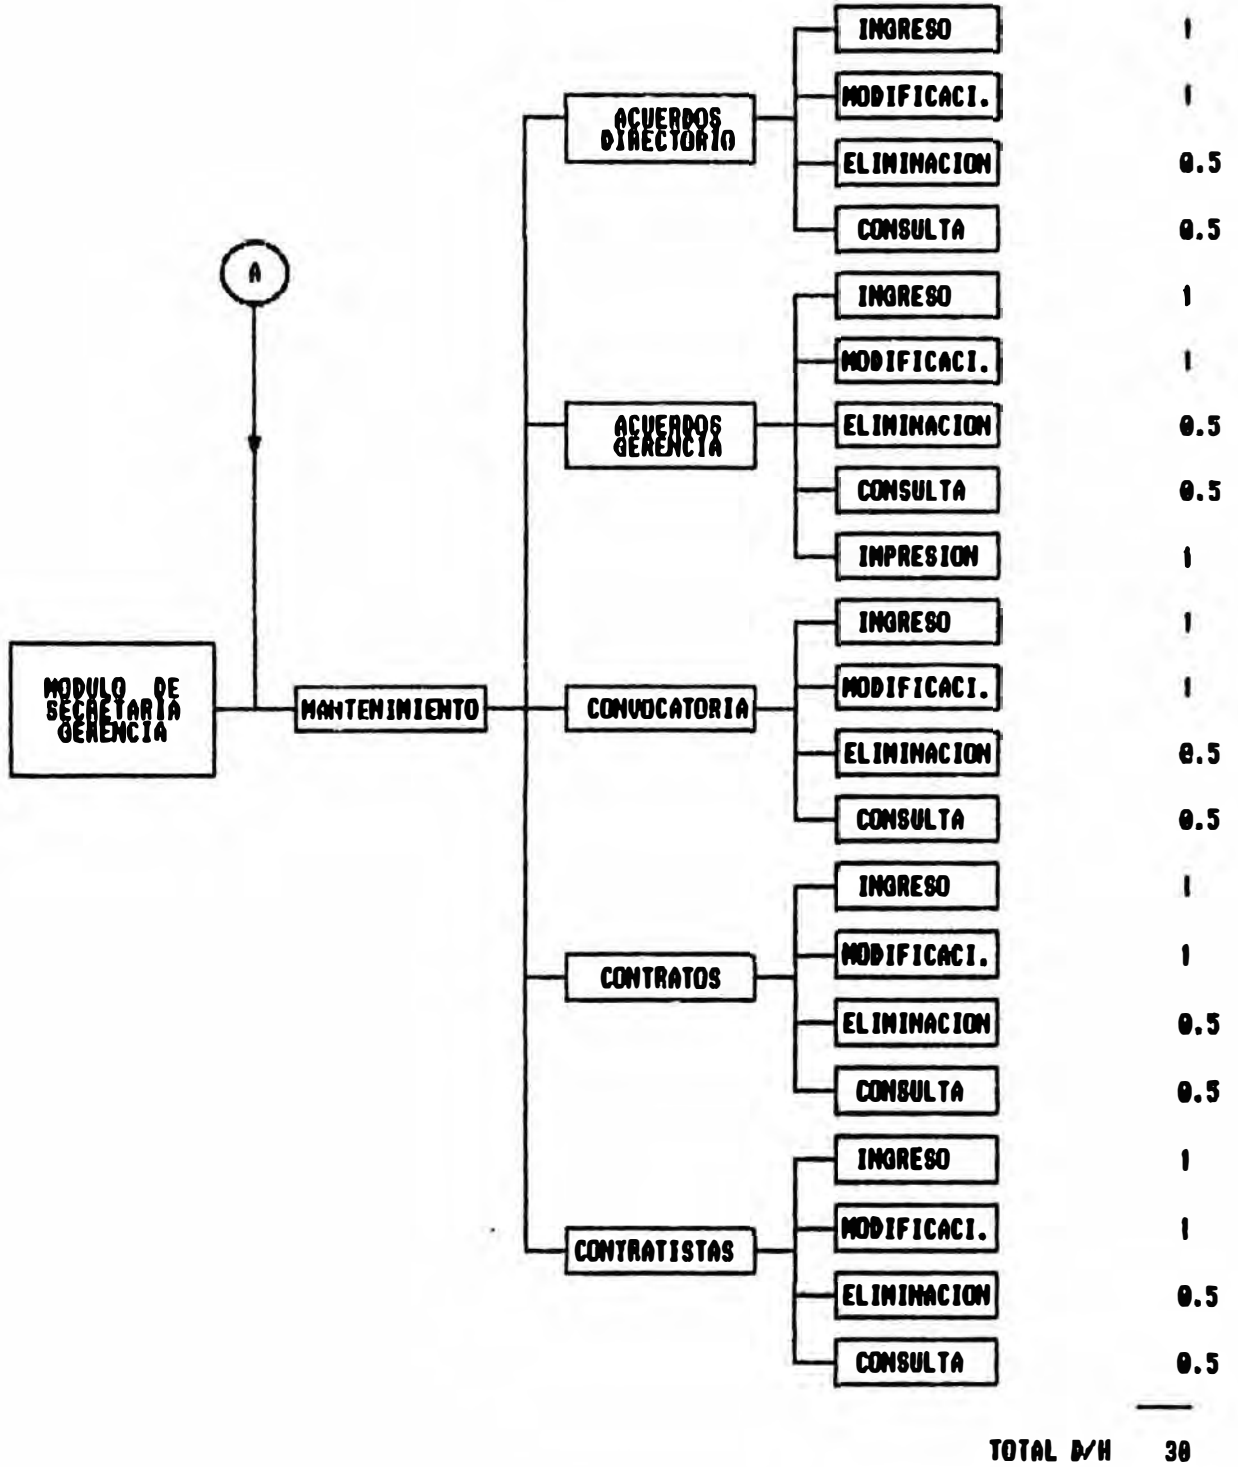 INGRESO 1
MODIFICACI. 1
ACUERDOS
DIRECTORIO
ELIMINACION 0.5
CONSULTA 0.5
A
INGRESO 1
MODIFICACI. 1
ACUERDOS
GERENCIA
ELIMINACION 0.5
CONSULTA 0.5
IMPRESION 1
INGRESO 1
MODULO DE
SECRETARIA
GERENCIA
MANTENIMIENTO
CONVOCATORIA
MODIFICACI. 1
ELIMINACION 0.5
CONSULTA 0.5
INGRESO 1
CONTRATOS
MODIFICACI. 1
ELIMINACION 0.5
CONSULTA 0.5
INGRESO 1
MODIFICACI. 1
CONTRATISTAS
ELIMINACION 0.5
CONSULTA 0.5
TOTAL D/H 30